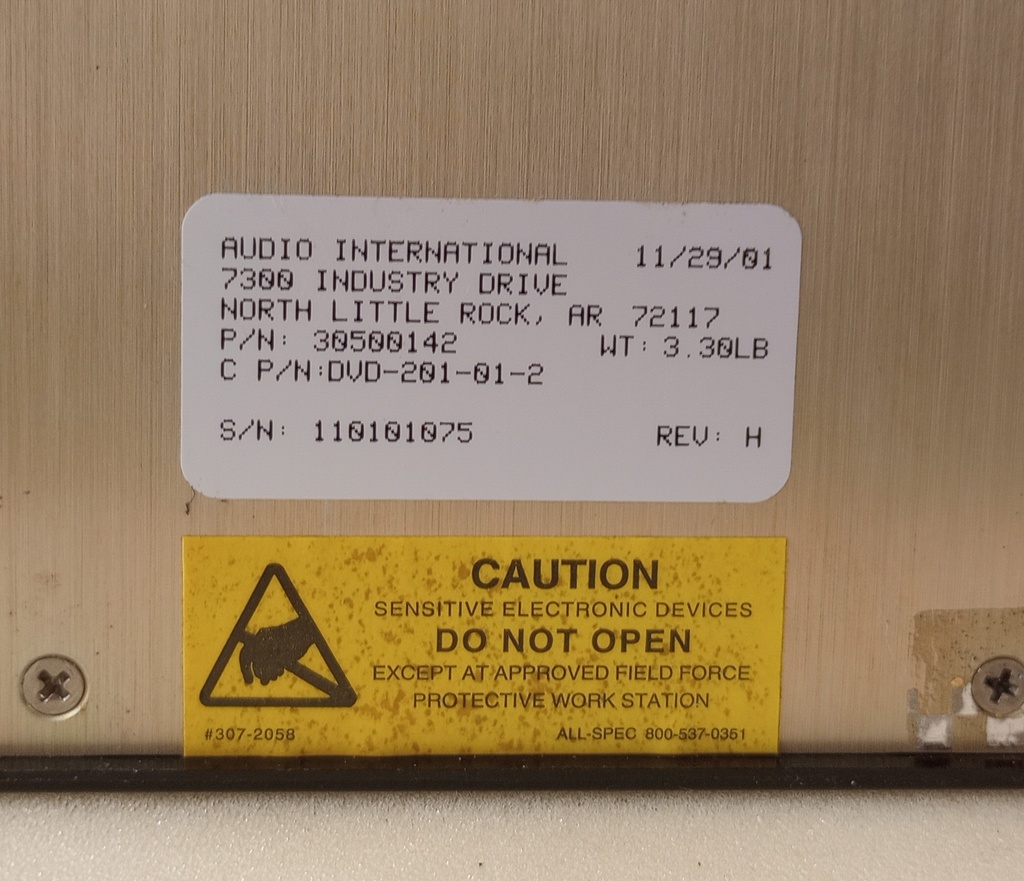 AUDIO INTERNATIONAL 11/29/01
7300 INDUSTRY DRIVE
NORTH LITTLE ROCK, AR 72117
P/N: 30500142 WT: 3.30LB
C P/N:DVD-201-01-2
S/N: 110101075 REV: H
CAUTION
SENSITIVE ELECTRONIC DEVICES
DO NOT OPEN
EXCEPT AT APPROVED FIELD FORCE
PROTECTIVE WORK STATION
#307-2058 ALL-SPEC 800-537-0351